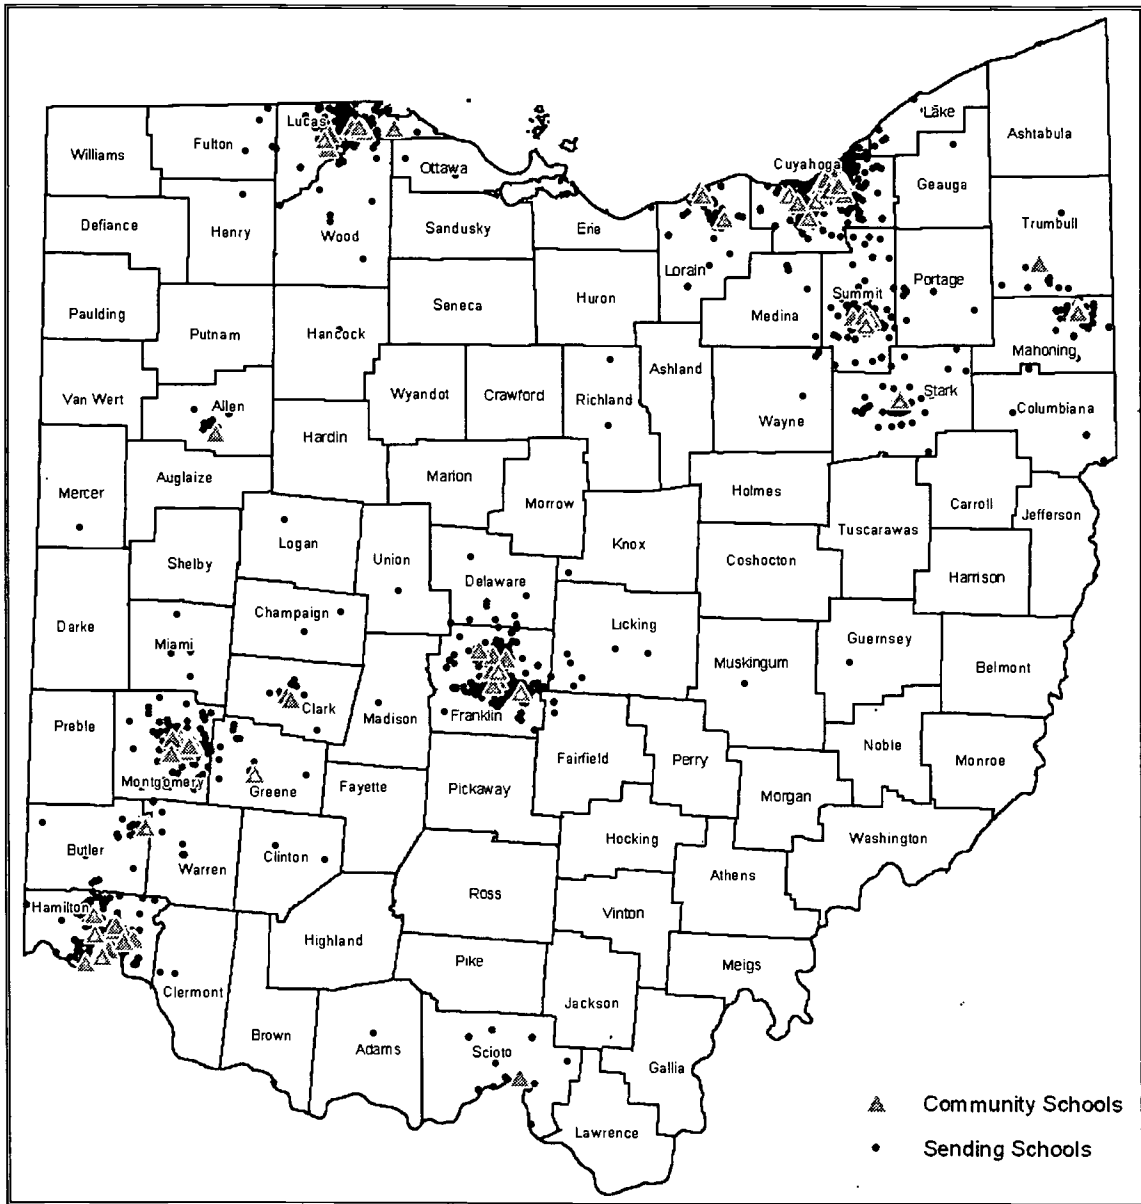 Lake
Ashtabula
Lucas
Fulton
Williams
Ottawa
Cuyahoga
Geauga
Trumbull
Defiance
Henry
Wood
Sandusky
Erie
Lorain
Portage
Summit
Medina
Huron
Seneca
Paulding
Putnam
Hancock
Mahoning
Ashland
Stark
Van Wert
Allen
Wyandot
Crawford
Richland
Wayne
Columbiana
Hardin
Marion
Auglaize
Mercer
Morrow
Holmes
Carroll
Jefferson
Tuscarawas
Logan
Union
Knox
Coshocton
Shelby
Delaware
Harrison
Champaign
Licking
Darke
Miami
Guernsey
Muskingum
Belmont
Clark
Franklin
Madison
Preble
Fairfield
Perry
Noble
Monroe
Montgomery
Greene
Fayette
Pickaway
Morgan
Hocking
Washington
Butler
Warren
Clinton
Athens
Ross
Hamilton
Vinton
Highland
Pike
Meigs
Clermont
Jackson
Brown
Adams
Scioto
Gallia
Lawrence
Community Schools
Sending Schools